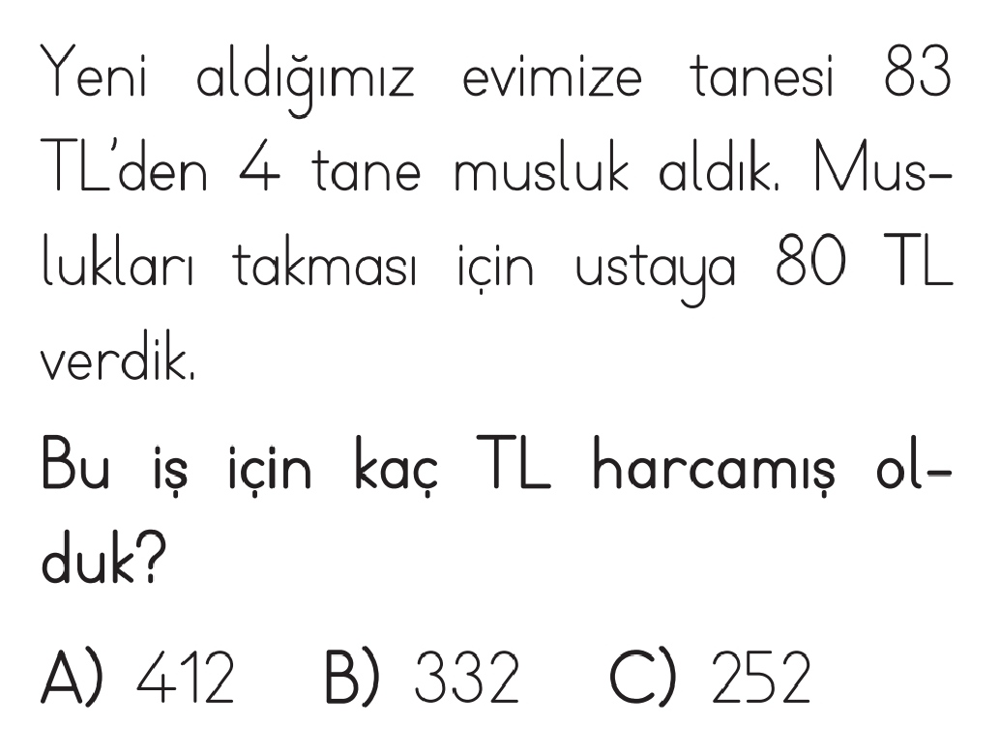 Yeni aldığımız evimize tanesi 83
TL'den 4 tane musluk aldık. Mus-
lukları takması için ustaya 80 TL
verdik.
Bu iş için kaç TL harcamış ol-
duk?
A) 412 B) 332 C) 252